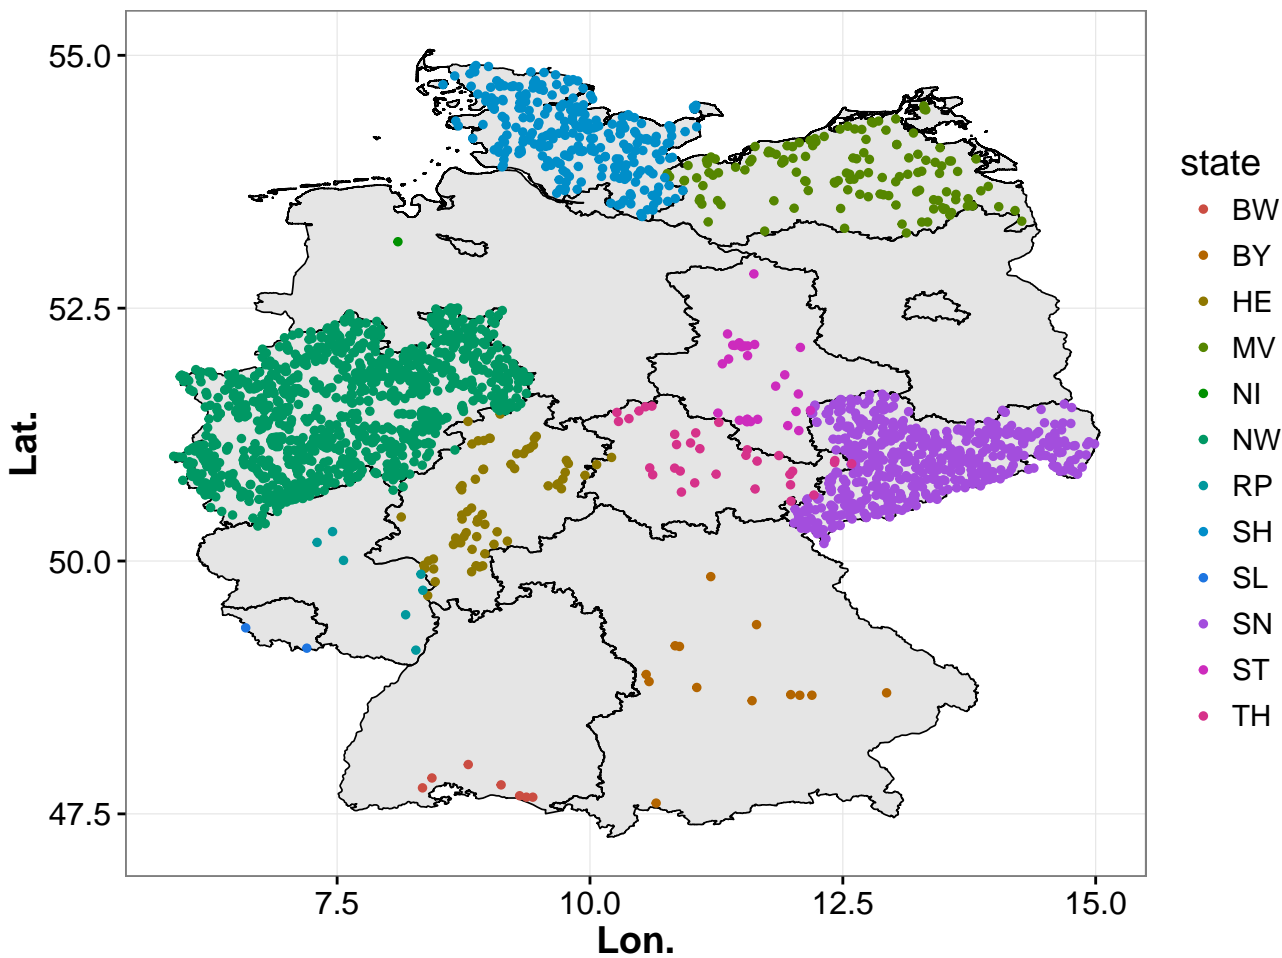 55.0
52.5
50.0
47.5
Lat.
7.5
10.0
12.5
15.0
Lon.
state
BW
BY
HE
MV
NI
NW
RP
SH
SL
SN
ST
TH